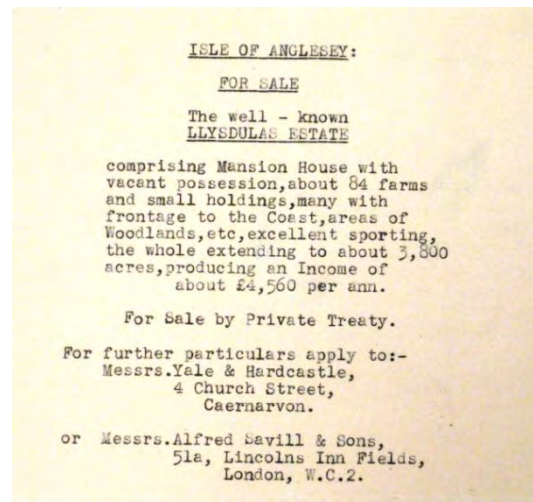 ISLE OF ANGLESEY:
FOR SALE
The well - known
LLYSDULAS ESTATE
comprising Mansion House with
vacant possession,about 84 farms
and small holdings,many with
frontage to the Coast,areas of
Woodlands,etc,excellent sporting,
the whole extending to about 3,800
acres,producing an Income of
about £4,560 per ann.
For Sale by Private Treaty.
For further particulars apply to:-
Messrs.Yale & Hardcastle,
4 Church Street,
Caernarvon.
or Messrs.Alfred Savill & Sons,
51a, Lincolns Inn Fields,
London, W.C.2.